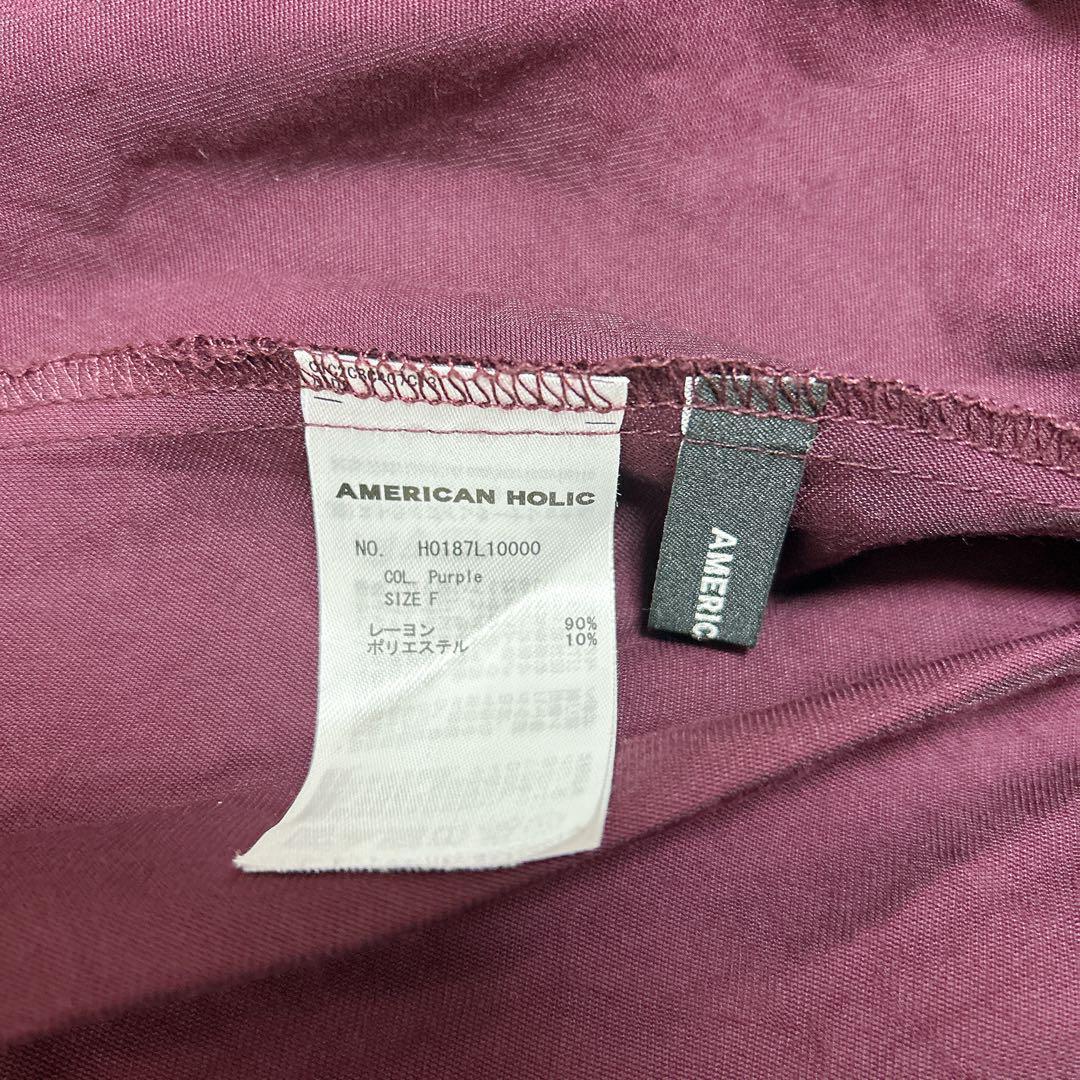 AMERICAN HOLIC
NO. H0187L10000
COL. Purple
SIZE F
レーヨン 90%
ポリエステル 10%
AMERIC